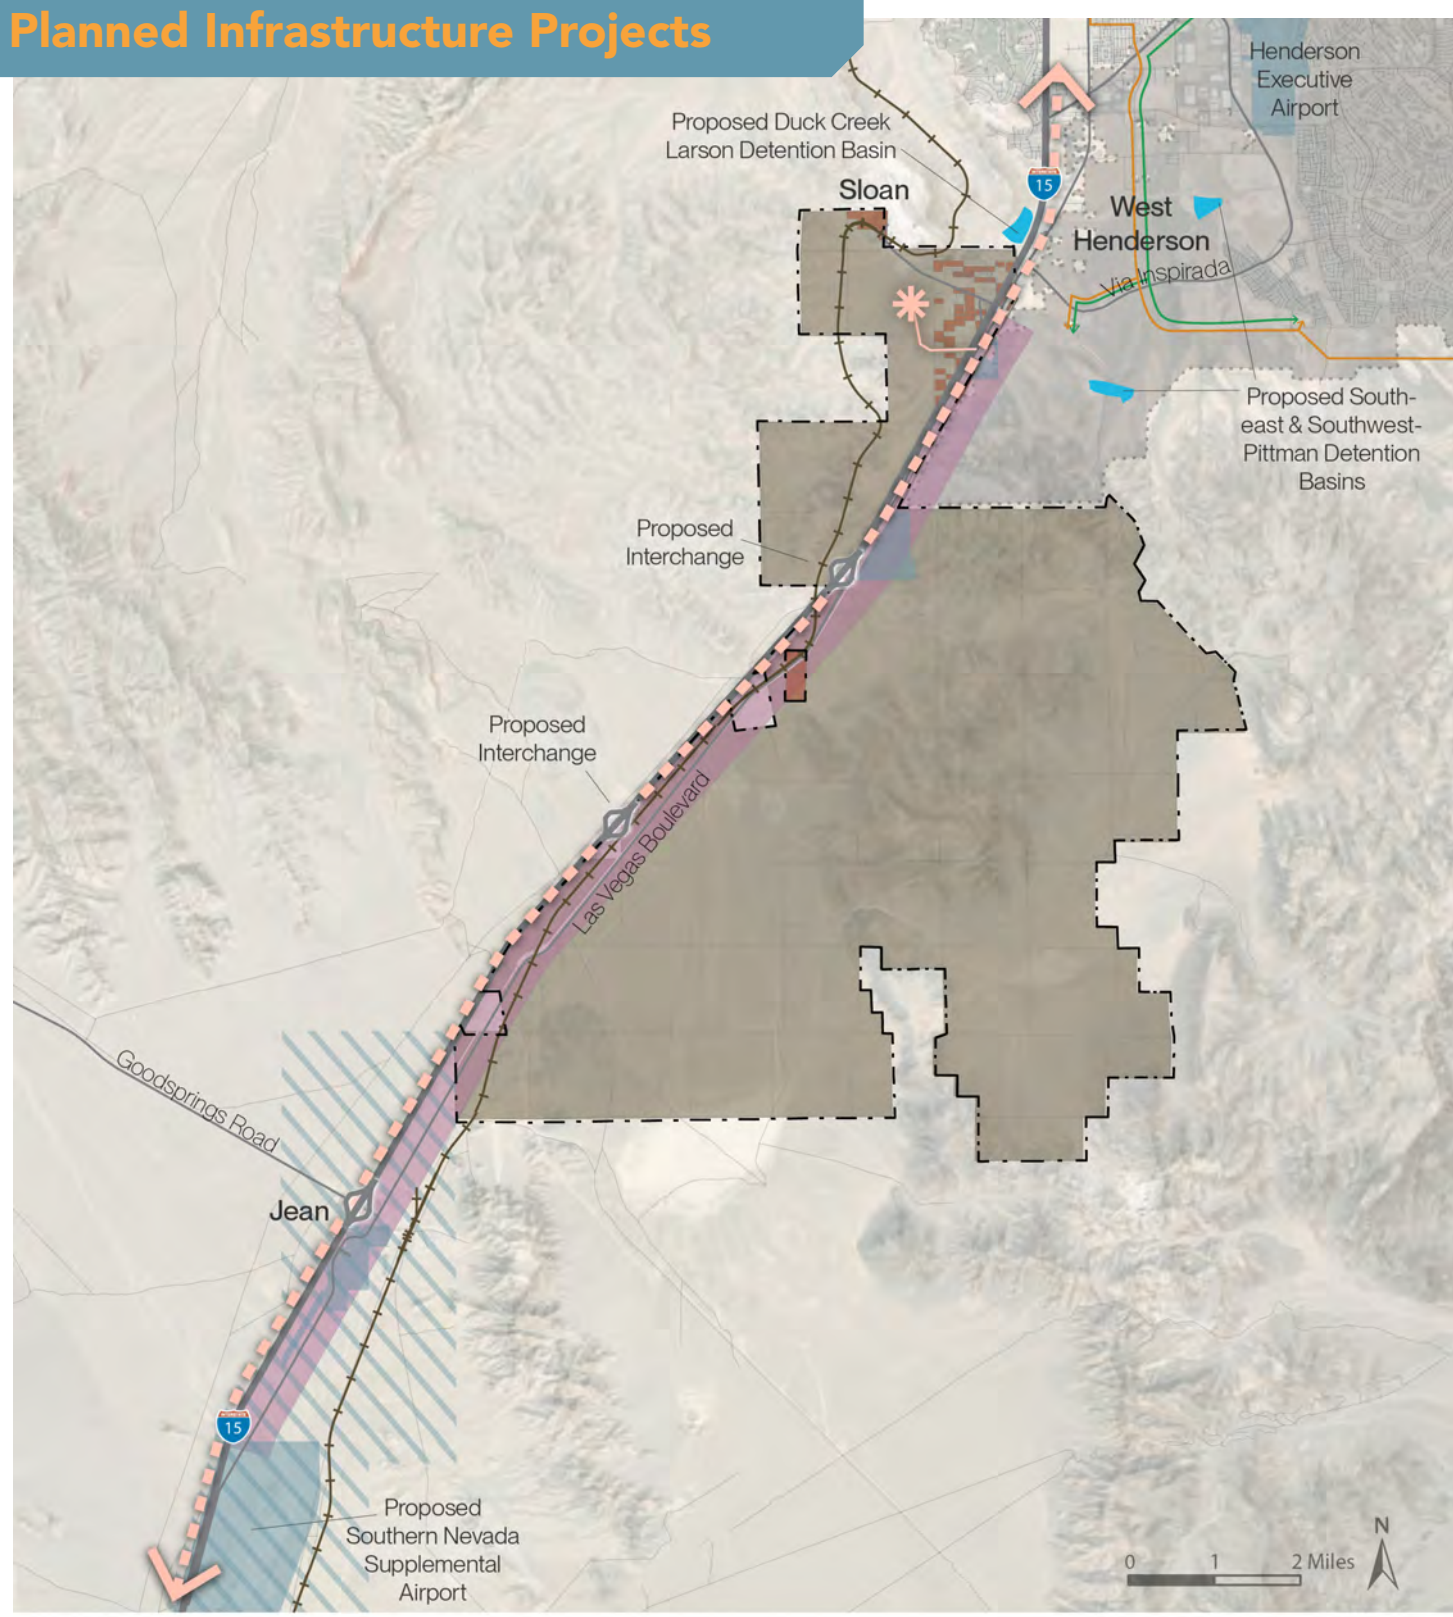 Planned Infrastructure Projects
Henderson
Executive
Airport
Proposed Duck Creek
Larson Detention Basin
Sloan
15
West
Henderson
Via Inspirada
Proposed South-
east & Southwest-
Pittman Detention
Basins
Proposed
Interchange
Proposed
Interchange
Las Vegas Boulevard
Goodsprings Road
Jean
15
Proposed
Southern Nevada
Supplemental
Airport
N
0 1 2 Miles